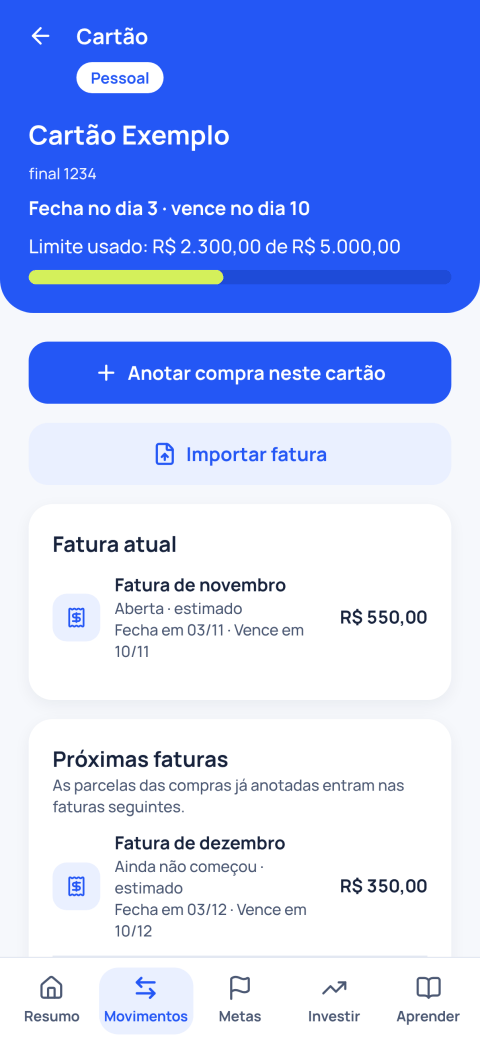 Cartão
Pessoal
Cartão Exemplo
final 1234
Fecha no dia 3 · vence no dia 10
Limite usado: R$ 2.300,00 de R$ 5.000,00
Anotar compra neste cartão
Importar fatura
Fatura atual
Fatura de novembro
Aberta · estimado
Fecha em 03/11 · Vence em
10/11
R$ 550,00
Próximas faturas
As parcelas das compras já anotadas entram nas
faturas seguintes.
Fatura de dezembro
Ainda não começou ·
estimado
Fecha em 03/12 · Vence em
10/12
R$ 350,00
Resumo
Movimentos
Metas
Investir
Aprender